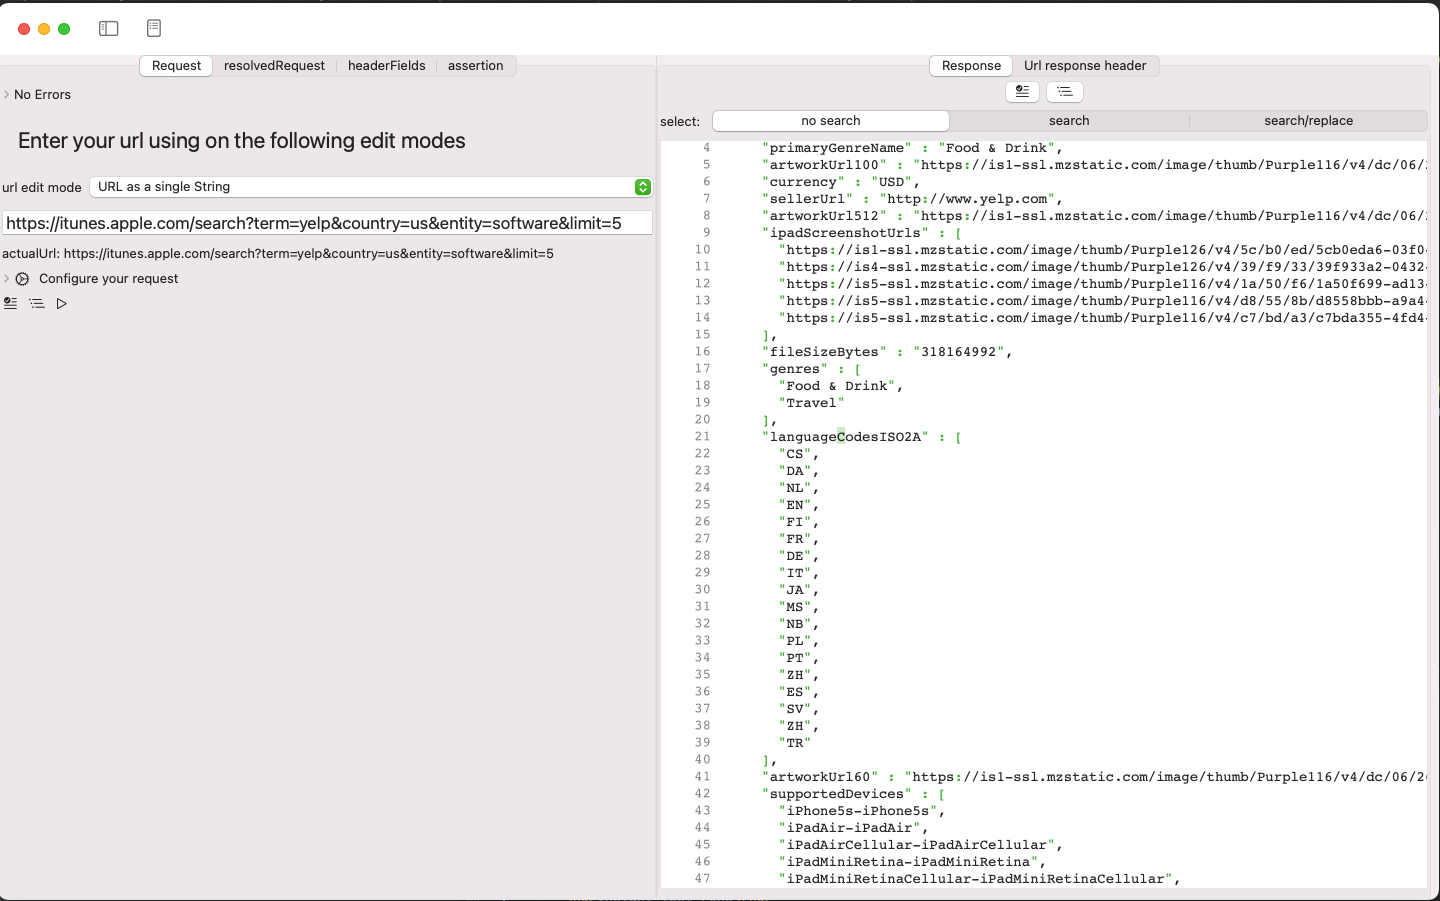 Request resolvedRequest headerFields assertion
No Errors
Enter your url using on the following edit modes
url edit mode URL as a single String
https://itunes.apple.com/search?term=yelp&country=us&entity=software&limit=5
actualUrl: https://itunes.apple.com/search?term=yelp&country=us&entity=software&limit=5
Configure your request
Response Url response header
select: no search search search/replace
4 "primaryGenreName" : "Food & Drink",
5 "artworkUrl100" : "https://is1-ssl.mzstatic.com/image/thumb/Purple116/v4/dc/06/
6 "currency" : "USD",
7 "sellerUrl" : "http://www.yelp.com",
8 "artworkUrl512" : "https://is1-ssl.mzstatic.com/image/thumb/Purple116/v4/dc/06/
9 "ipadScreenshotUrls" : [
10 "https://is1-ssl.mzstatic.com/image/thumb/Purple126/v4/5c/b0/ed/5cb0eda6-03f0-
11 "https://is4-ssl.mzstatic.com/image/thumb/Purple116/v4/39/f9/33/39f933a2-0432-
12 "https://is5-ssl.mzstatic.com/image/thumb/Purple116/v4/1a/50/f6/1a50f699-ad13-
13 "https://is5-ssl.mzstatic.com/image/thumb/Purple116/v4/d8/55/8b/d8558bbb-a9a4-
14 "https://is5-ssl.mzstatic.com/image/thumb/Purple116/v4/c7/bd/a3/c7bda355-4fd4-
15 ],
16 "fileSizeBytes" : "318164992",
17 "genres" : [
18 "Food & Drink",
19 "Travel"
20 ],
21 "languageCodesISO2A" : [
22 "CS",
23 "DA",
24 "NL",
25 "EN",
26 "FI",
27 "FR",
28 "DE",
29 "IT",
30 "JA",
31 "MS",
32 "NB",
33 "PL",
34 "PT",
35 "ZH",
36 "ES",
37 "SV",
38 "ZH",
39 "TR"
40 ],
41 "artworkUrl60" : "https://is1-ssl.mzstatic.com/image/thumb/Purple116/v4/dc/06/2
42 "supportedDevices" : [
43 "iPhone5s-iPhone5s",
44 "iPadAir-iPadAir",
45 "iPadAirCellular-iPadAirCellular",
46 "iPadMiniRetina-iPadMiniRetina",
47 "iPadMiniRetinaCellular-iPadMiniRetinaCellular",